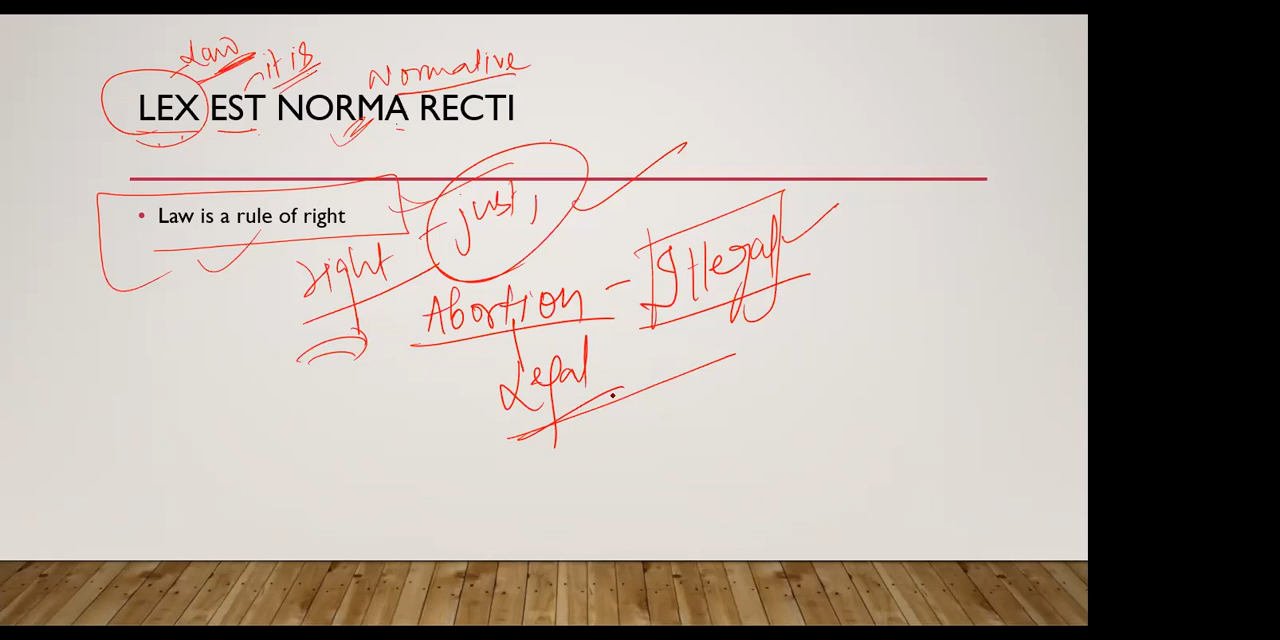 Law it is
Normative
LEX EST NORMA RECTI
• Law is a rule of right
right - just,
Abortion - Illegal
Legal